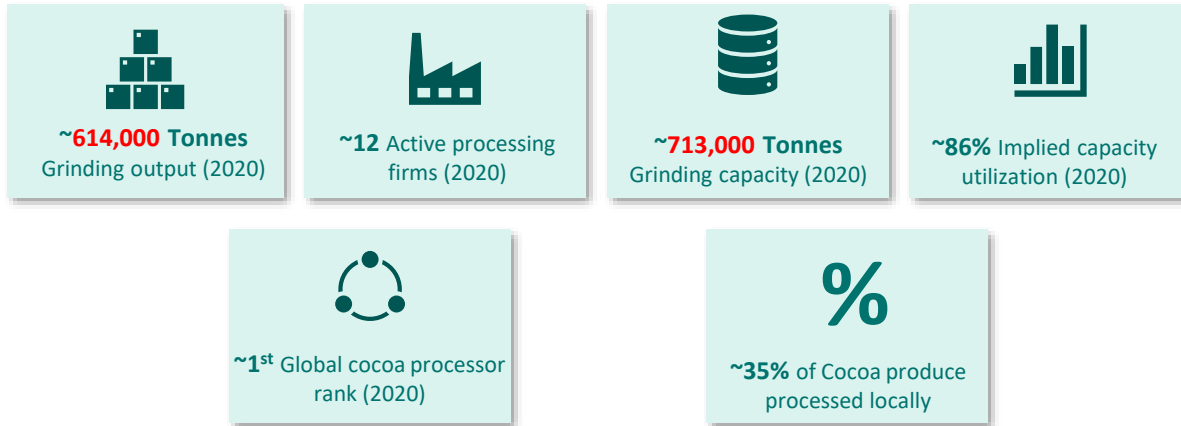 ~614,000 Tonnes
Grinding output (2020)
~12 Active processing
firms (2020)
~713,000 Tonnes
Grinding capacity (2020)
~86% Implied capacity
utilization (2020)
~1st Global cocoa processor
rank (2020)
%
~35% of Cocoa produce
processed locally